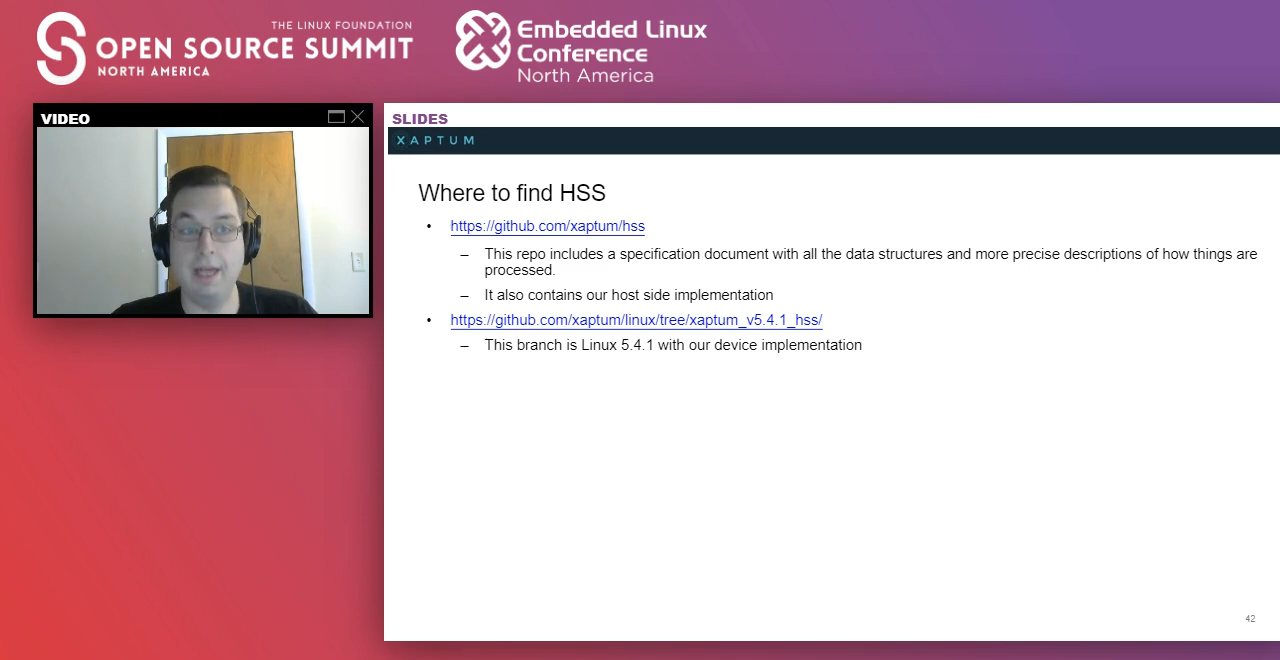 THE LINUX FOUNDATION
OPEN SOURCE SUMMIT
NORTH AMERICA
Embedded Linux
Conference
North America
VIDEO
SLIDES
XAPTUM
Where to find HSS
• https://github.com/xaptum/hss
– This repo includes a specification document with all the data structures and more precise descriptions of how things are
processed.
– It also contains our host side implementation
• https://github.com/xaptum/linux/tree/xaptum_v5.4.1_hss/
– This branch is Linux 5.4.1 with our device implementation
42